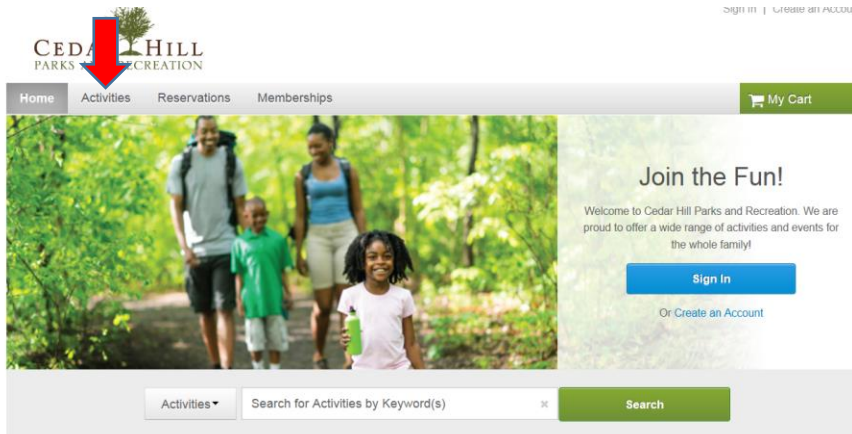 Sign In | Create an Accou
CEDA HILL
PARKS A RECREATION
Home Activities Reservations Memberships My Cart
Join the Fun!
Welcome to Cedar Hill Parks and Recreation. We are
proud to offer a wide range of activities and events for
the whole family!
Sign In
Or Create an Account
Activities Search for Activities by Keyword(s) Search